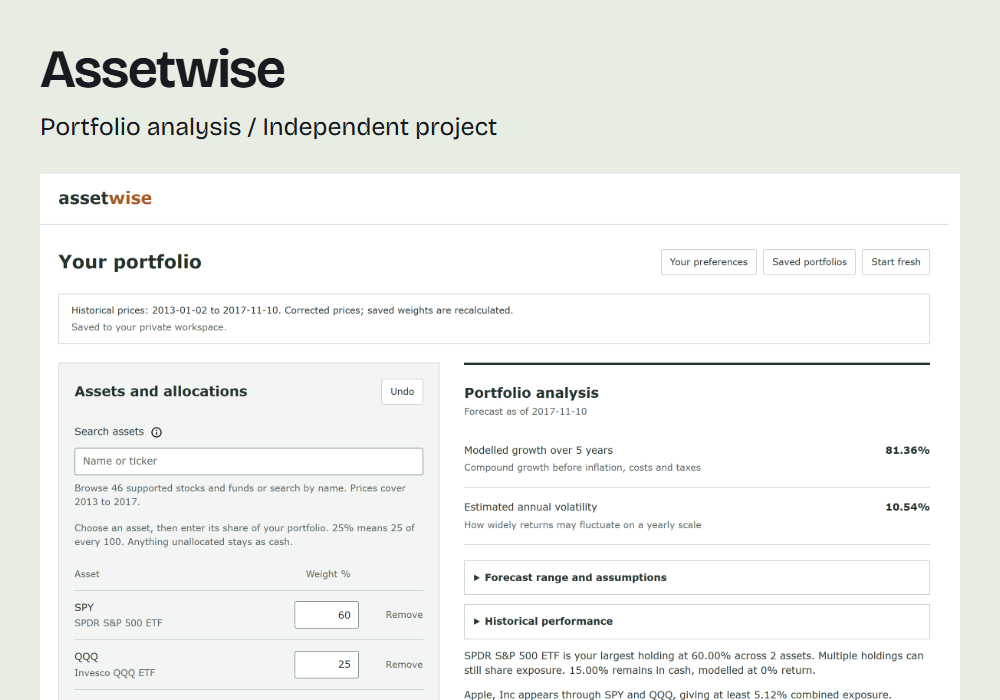 Assetwise
Portfolio analysis / Independent project
assetwise
Your portfolio
Your preferences
Saved portfolios
Start fresh
Historical prices: 2013-01-02 to 2017-11-10. Corrected prices; saved weights are recalculated.
Saved to your private workspace.
Assets and allocations
Undo
Search assets
Name or ticker
Browse 46 supported stocks and funds or search by name. Prices cover
2013 to 2017.
Choose an asset, then enter its share of your portfolio. 25% means 25 of
every 100. Anything unallocated stays as cash.
Asset Weight %
SPY
SPDR S&P 500 ETF
60 Remove
QQQ
Invesco QQQ ETF
25 Remove
Portfolio analysis
Forecast as of 2017-11-10
Modelled growth over 5 years 81.36%
Compound growth before inflation, costs and taxes
Estimated annual volatility 10.54%
How widely returns may fluctuate on a yearly scale
Forecast range and assumptions
Historical performance
SPDR S&P 500 ETF is your largest holding at 60.00% across 2 assets. Multiple holdings can
still share exposure. 15.00% remains in cash, modelled at 0% return.
Apple, Inc appears through SPY and QQQ, giving at least 5.12% combined exposure.